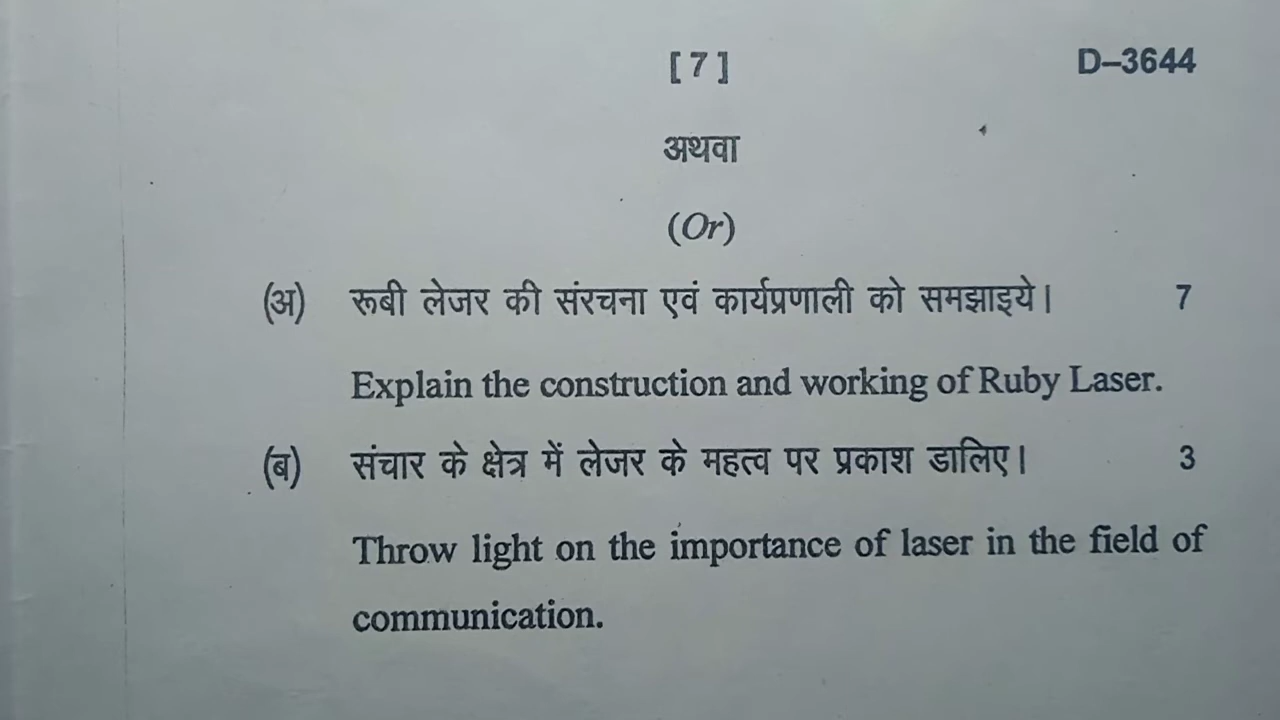 [ 7 ] D–3644
अथवा
(Or)
(अ) रूबी लेजर की संरचना एवं कार्यप्रणाली को समझाइये। 7
Explain the construction and working of Ruby Laser.
(ब) संचार के क्षेत्र में लेजर के महत्व पर प्रकाश डालिए। 3
Throw light on the importance of laser in the field of
communication.